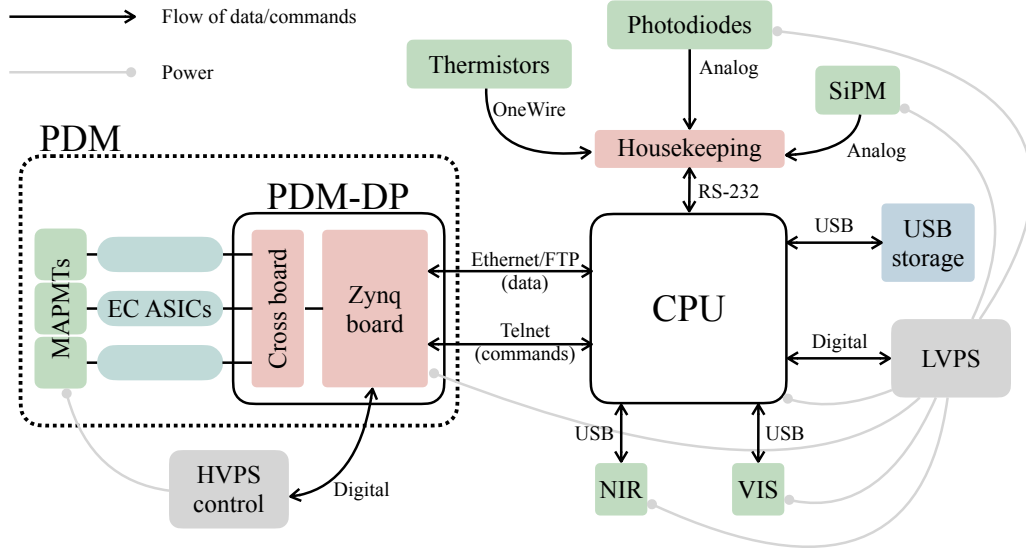 Flow of data/commands
Power
Photodiodes
Thermistors
Analog
SiPM
OneWire
Housekeeping
Analog
RS-232
PDM
PDM-DP
MAPMTs
EC ASICs
Cross board
Zynq
board
Ethernet/FTP
(data)
Telnet
(commands)
CPU
USB
USB
storage
Digital
LVPS
HVPS
control
Digital
USB
USB
NIR
VIS